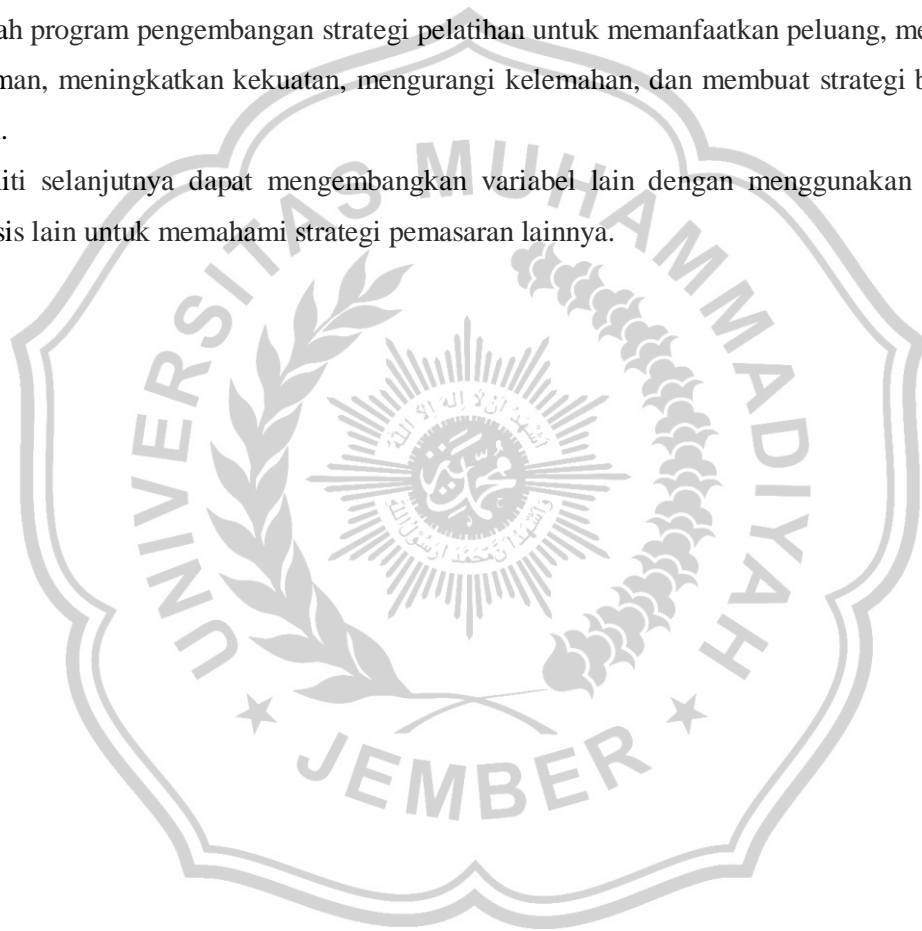 ah program pengembangan strategi pelatihan untuk memanfaatkan peluang, me
man, meningkatkan kekuatan, mengurangi kelemahan, dan membuat strategi b
.
iti selanjutnya dapat mengembangkan variabel lain dengan menggunakan
sis lain untuk memahami strategi pemasaran lainnya.
UNIVERSITAS MUHAMMADIYAH
JEMBER